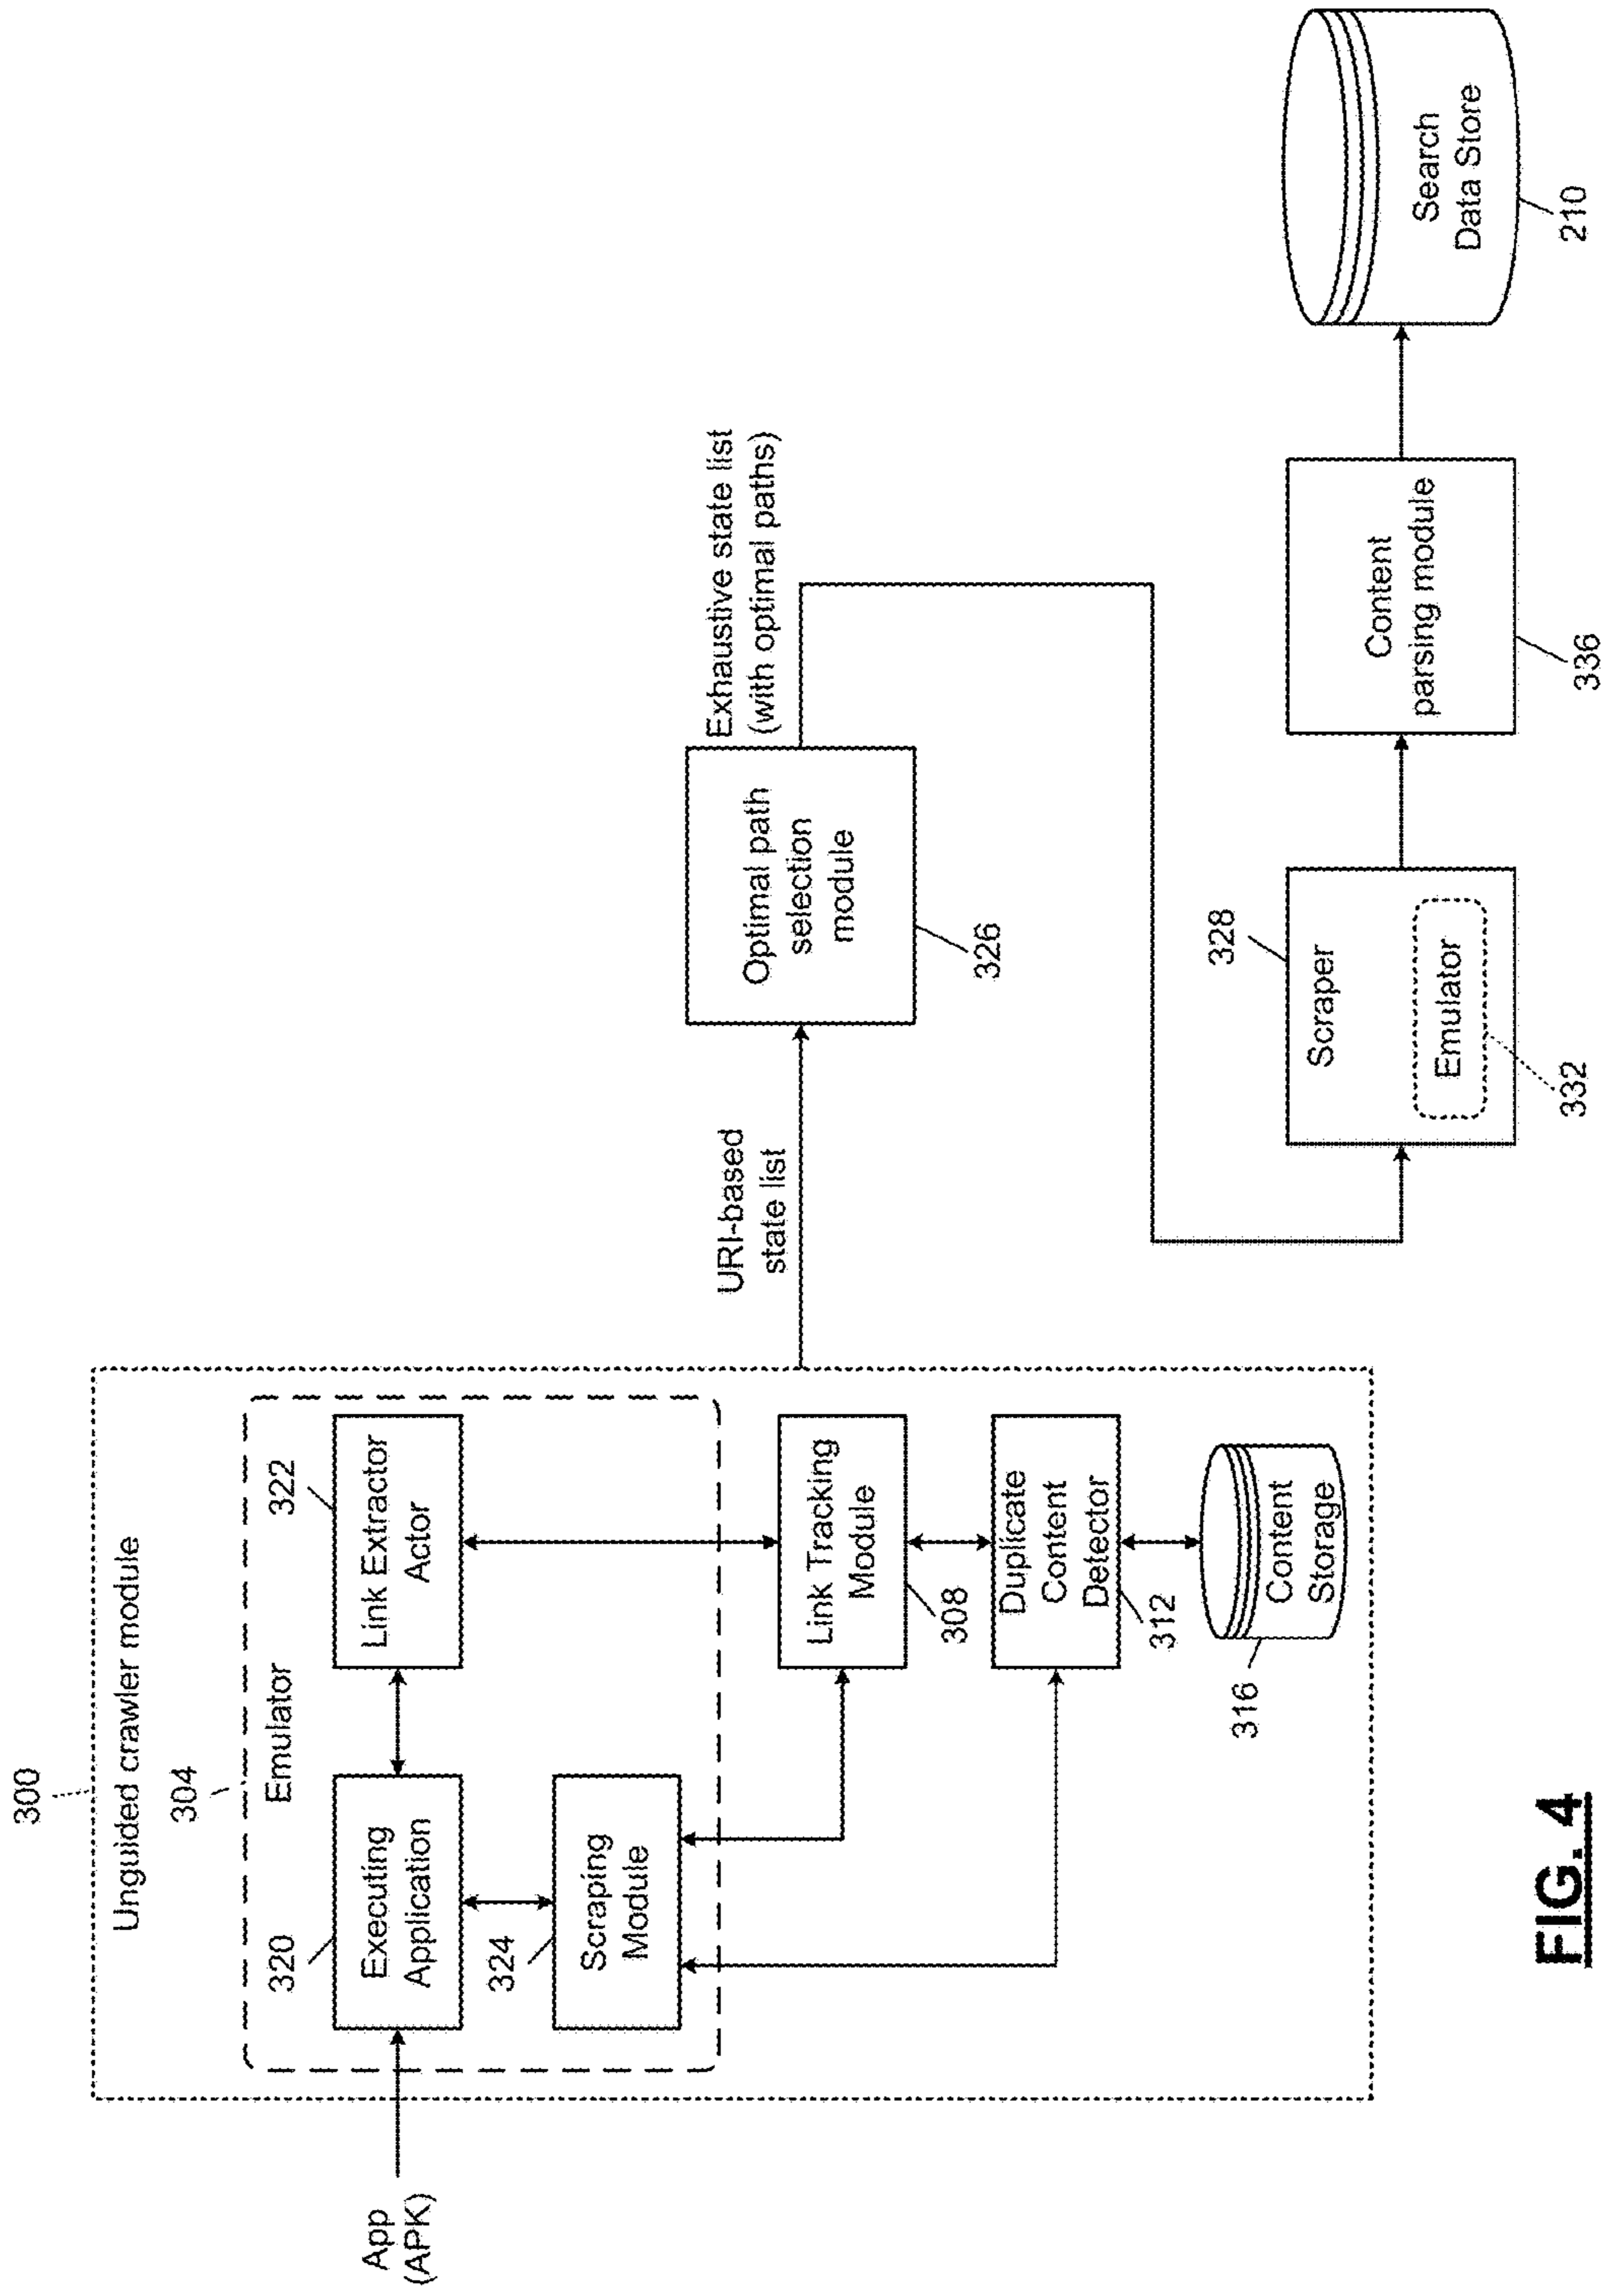 300
Unguided crawler module
304
Emulator
App
(APK)
320
Executing
Application
322
Link Extractor
Actor
324
Scraping
Module
Link Tracking
Module
308
Duplicate
Content
Detector
312
Content
Storage
316
URI-based
state list
Optimal path
selection
module
326
Exhaustive state list
(with optimal paths)
328
Scraper
Emulator
332
Content
parsing module
336
Search
Data Store
210
FIG. 4